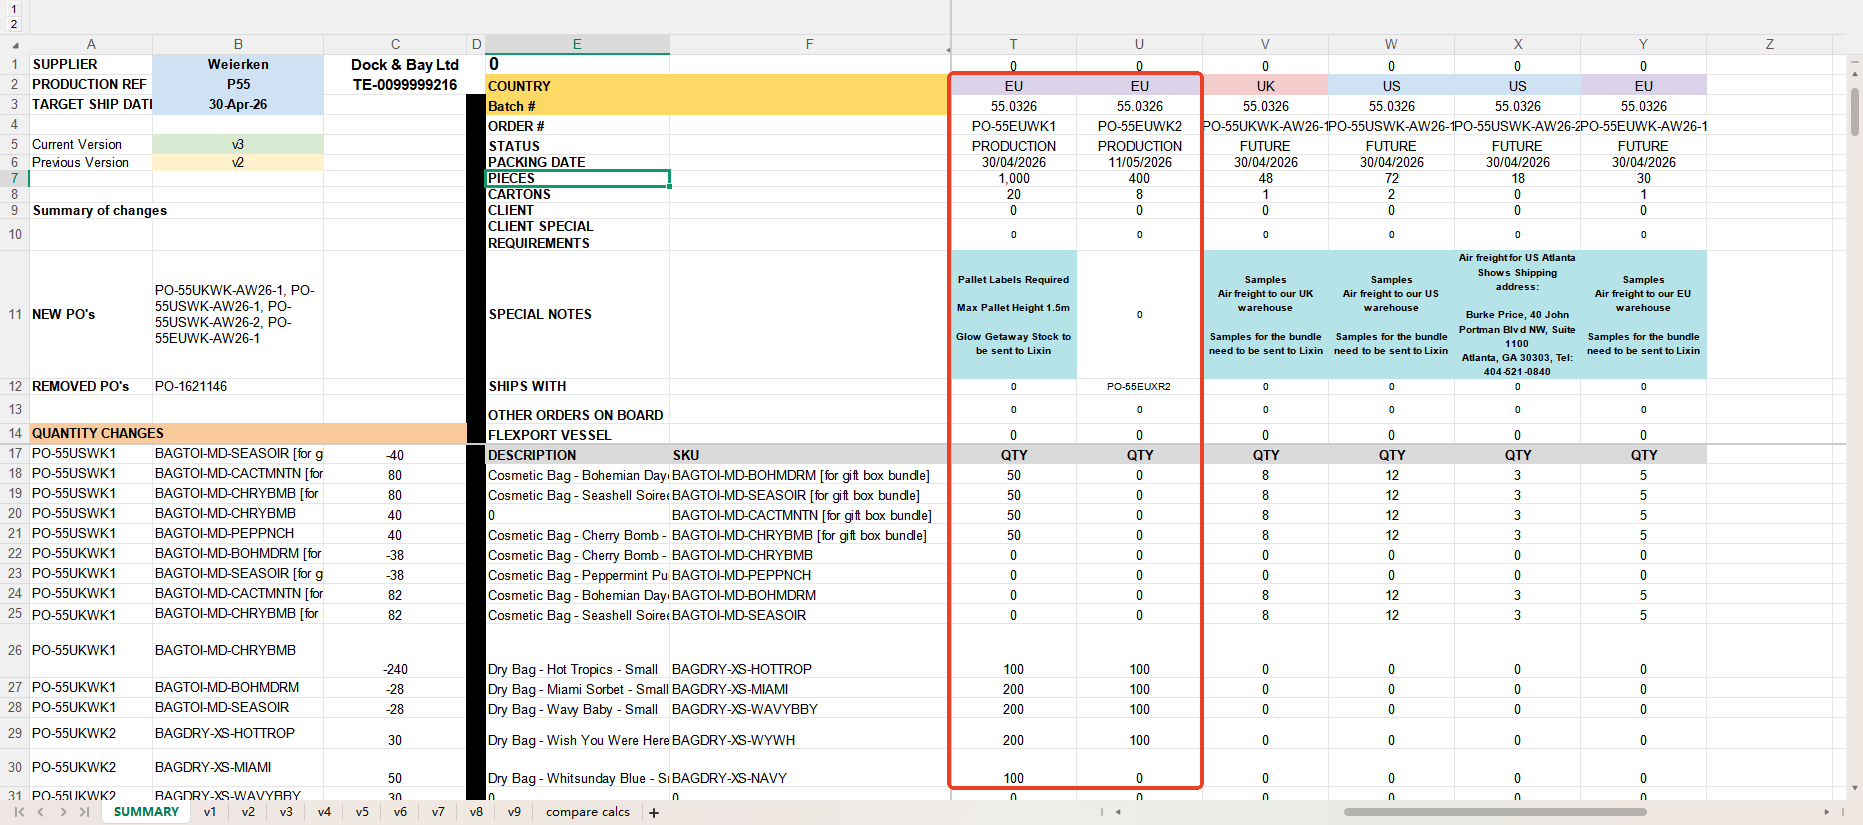 1
2
A B C D E F T U V W X Y Z
1 SUPPLIER Weierken Dock & Bay Ltd 0 0 0 0 0 0 0
2 PRODUCTION REF P55 TE-0099999216 COUNTRY EU EU UK US US EU
3 TARGET SHIP DATE 30-Apr-26 Batch # 55.0326 55.0326 55.0326 55.0326 55.0326 55.0326
4 ORDER # PO-55EUWK1 PO-55EUWK2 PO-55UKWK-AW26-1 PO-55USWK-AW26-1 PO-55USWK-AW26-2 PO-55EUWK-AW26-1
5 Current Version v3 STATUS PRODUCTION PRODUCTION FUTURE FUTURE FUTURE FUTURE
6 Previous Version v2 PACKING DATE 30/04/2026 11/05/2026 30/04/2026 30/04/2026 30/04/2026 30/04/2026
7 PIECES 1,000 400 48 72 18 30
8 CARTONS 20 8 1 2 0 1
9 Summary of changes CLIENT 0 0 0 0 0 0
10 CLIENT SPECIAL REQUIREMENTS 0 0 0 0 0 0
11 NEW PO's PO-55UKWK-AW26-1, PO-
55USWK-AW26-1, PO-
55USWK-AW26-2, PO-
55EUWK-AW26-1
SPECIAL NOTES
Pallet Labels Required
Max Pallet Height 1.5m
Glow Getaway Stock to
be sent to Lixin
0
Samples
Air freight to our UK
warehouse
Samples for the bundle
need to be sent to Lixin
Samples
Air freight to our US
warehouse
Samples for the bundle
need to be sent to Lixin
Air freight for US Atlanta
Shows Shipping
address:
Burke Price, 40 John
Portman Blvd NW, Suite
1100
Atlanta, GA 30303, Tel:
404-521-0840
Samples
Air freight to our EU
warehouse
Samples for the bundle
need to be sent to Lixin
12 REMOVED PO's PO-1621146 SHIPS WITH 0 PO-55EUXR2 0 0 0 0
13 OTHER ORDERS ON BOARD 0 0 0 0 0 0
14 QUANTITY CHANGES FLEXPORT VESSEL 0 0 0 0 0 0
17 PO-55USWK1 BAGTOI-MD-SEASOIR [for g -40 DESCRIPTION SKU QTY QTY QTY QTY QTY QTY
18 PO-55USWK1 BAGTOI-MD-CACTMNTN [for 80 Cosmetic Bag - Bohemian Day BAGTOI-MD-BOHMDRM [for gift box bundle] 50 0 8 12 3 5
19 PO-55USWK1 BAGTOI-MD-CHRYBMB [for 80 Cosmetic Bag - Seashell Soiree BAGTOI-MD-SEASOIR [for gift box bundle] 50 0 8 12 3 5
20 PO-55USWK1 BAGTOI-MD-CHRYBMB 40 0 BAGTOI-MD-CACTMNTN [for gift box bundle] 50 0 8 12 3 5
21 PO-55USWK1 BAGTOI-MD-PEPPNCH 40 Cosmetic Bag - Cherry Bomb - BAGTOI-MD-CHRYBMB [for gift box bundle] 50 0 8 12 3 5
22 PO-55UKWK1 BAGTOI-MD-BOHMDRM [for -38 Cosmetic Bag - Cherry Bomb - BAGTOI-MD-CHRYBMB 0 0 8 12 3 5
23 PO-55UKWK1 BAGTOI-MD-SEASOIR [for g -38 Cosmetic Bag - Peppermint Pu BAGTOI-MD-PEPPNCH 0 0 8 12 3 5
24 PO-55UKWK1 BAGTOI-MD-CACTMNTN [for 82 Cosmetic Bag - Bohemian Day BAGTOI-MD-BOHMDRM 0 0 8 12 3 5
25 PO-55UKWK1 BAGTOI-MD-CHRYBMB [for 82 Cosmetic Bag - Seashell Soiree BAGTOI-MD-SEASOIR 0 0 8 12 3 5
26 PO-55UKWK1 BAGTOI-MD-CHRYBMB -240 Dry Bag - Hot Tropics - Small BAGDRY-XS-HOTTROP 100 100 0 0 0 0
27 PO-55UKWK1 BAGTOI-MD-BOHMDRM -28 Dry Bag - Miami Sorbet - Small BAGDRY-XS-MIAMI 200 100 0 0 0 0
28 PO-55UKWK1 BAGTOI-MD-SEASOIR -28 Dry Bag - Wavy Baby - Small BAGDRY-XS-WAVYBBY 200 100 0 0 0 0
29 PO-55UKWK2 BAGDRY-XS-HOTTROP 30 Dry Bag - Wish You Were Here BAGDRY-XS-WYWH 200 100 0 0 0 0
30 PO-55UKWK2 BAGDRY-XS-MIAMI 50 Dry Bag - Whitsunday Blue - Sr BAGDRY-XS-NAVY 100 0 0 0 0 0
31 PO-55UKWK2 BAGDRY-XS-WAVYBBY 30 0 0 0 0 0 0 0 0
SUMMARY v1 v2 v3 v4 v5 v6 v7 v8 v9 compare calcs +